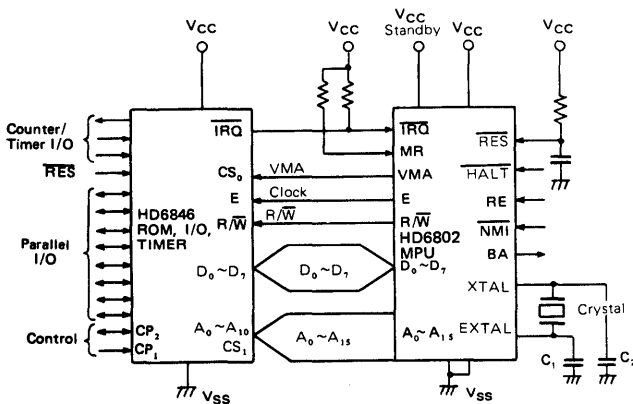 VCC
VCC
VCC
Standby
VCC
VCC
Counter/
Timer I/O
RES
Parallel
I/O
Control
IRQ
CS0
E
R/W
HD6846
ROM, I/O,
TIMER
D0~D7
A0~A10
CS1
CP2
CP1
VSS
VMA
Clock
R/W
D0~D7
A0~A15
IRQ
MR
VMA
E
R/W
HD6802
MPU
D0~D7
A0~A15
RES
HALT
RE
NMI
BA
XTAL
EXTAL
VSS
Crystal
C1
C2